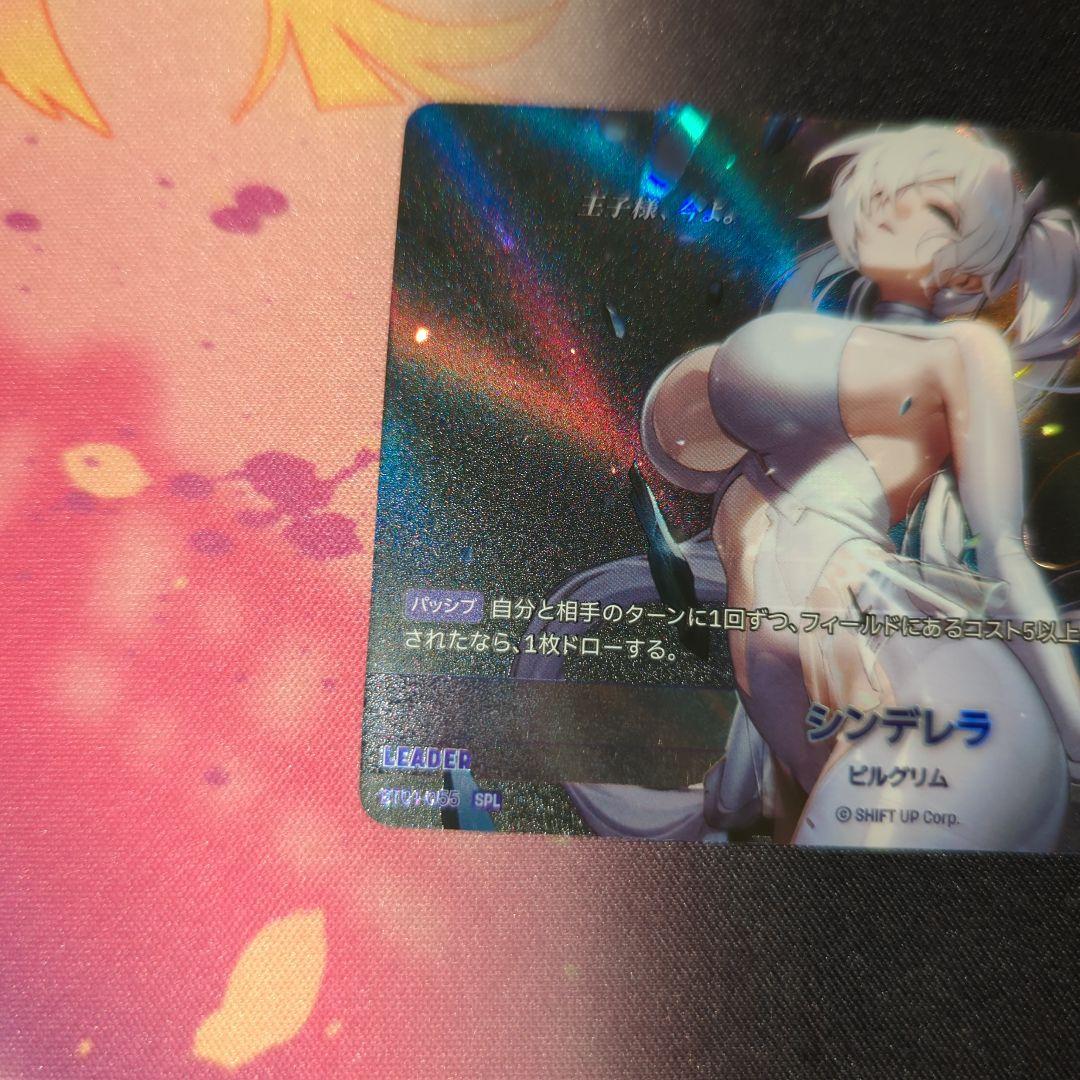 王子様、今よ。
パッシブ 自分と相手のターンに1回ずつ、フィールドにあるコスト5以上
されたなら、1枚ドローする。
シンデレラ
LEADER
ピルグリム
SPL
© SHIFT UP Corp.